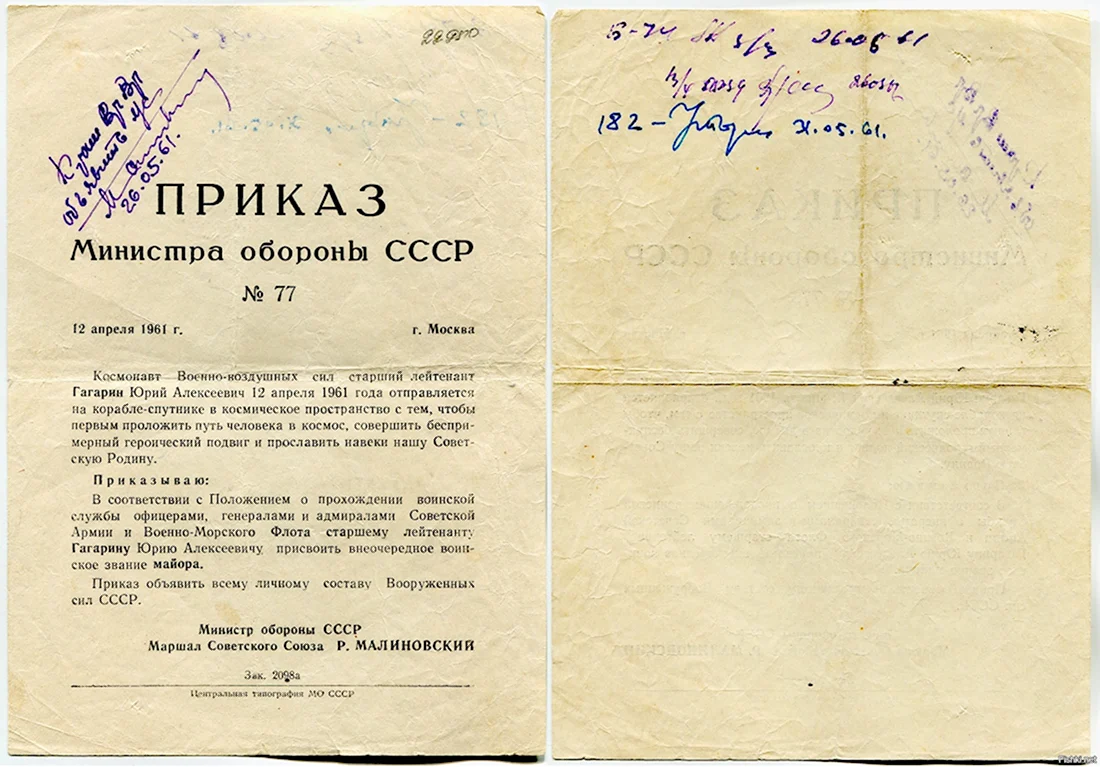 объявить
26.05.61.
ПРИКАЗ
Министра обороны СССР
№ 77
12 апреля 1961 г. г. Москва
Космонавт Военно-воздушных сил старший лейтенант
Гагарин Юрий Алексеевич 12 апреля 1961 года отправляется
на корабле-спутнике в космическое пространство с тем, чтобы
первым проложить путь человека в космос, совершить беспри-
мерный героический подвиг и прославить навеки нашу Совет-
скую Родину.
Приказываю:
В соответствии с Положением о прохождении воинской
службы офицерами, генералами и адмиралами Советской
Армии и Военно-Морского Флота старшему лейтенанту
Гагарину Юрию Алексеевичу присвоить внеочередное воин-
ское звание майора.
Приказ объявить всему личному составу Вооруженных
сил СССР.
Министр обороны СССР
Маршал Советского Союза Р. МАЛИНОВСКИЙ
Зак. 2098а
Центральная типография МО СССР
26.05.61
182 –
Fishki.net